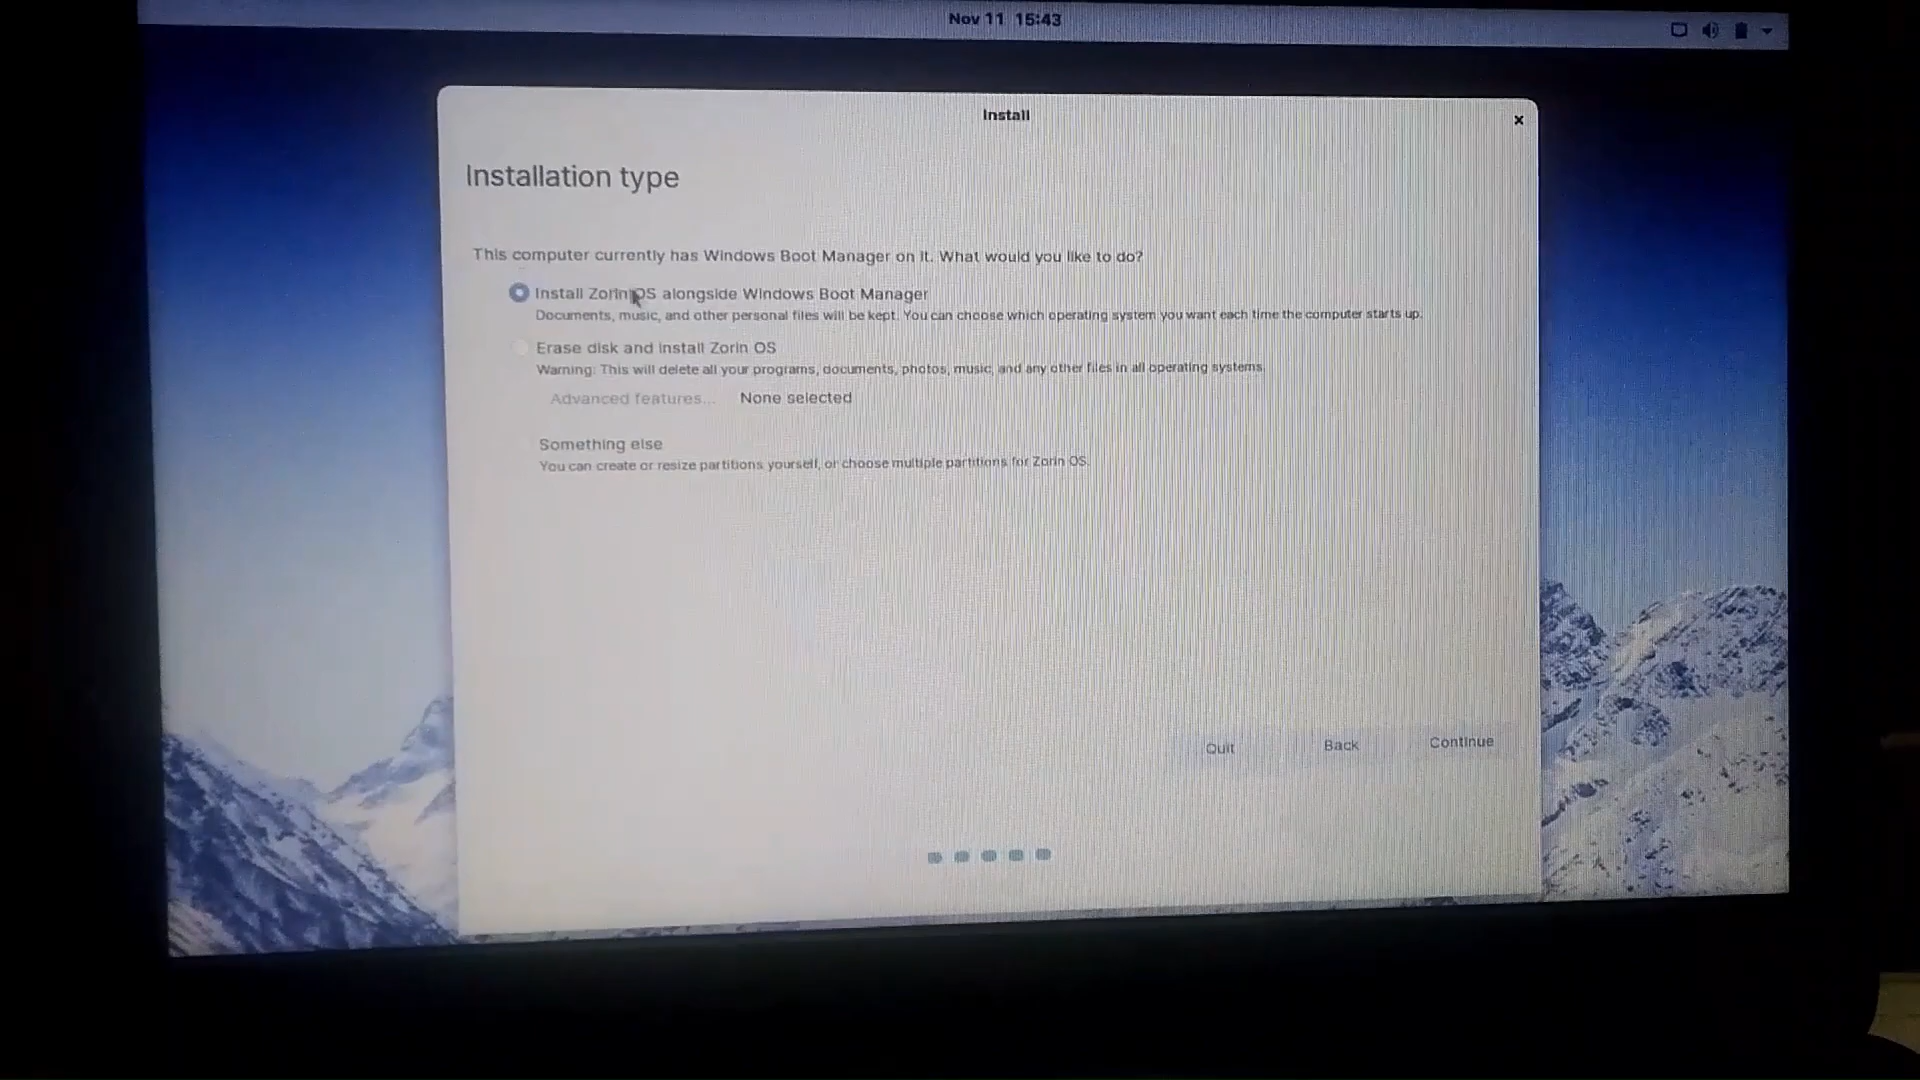 Nov 11 15:43
Install
Installation type
This computer currently has Windows Boot Manager on it. What would you like to do?
Install Zorin OS alongside Windows Boot Manager
Documents, music, and other personal files will be kept. You can choose which operating system you want each time the computer starts up.
Erase disk and install Zorin OS
Warning: This will delete all your programs, documents, photos, music, and any other files in all operating systems.
Advanced features... None selected
Something else
You can create or resize partitions yourself, or choose multiple partitions for Zorin OS.
Quit Back Continue